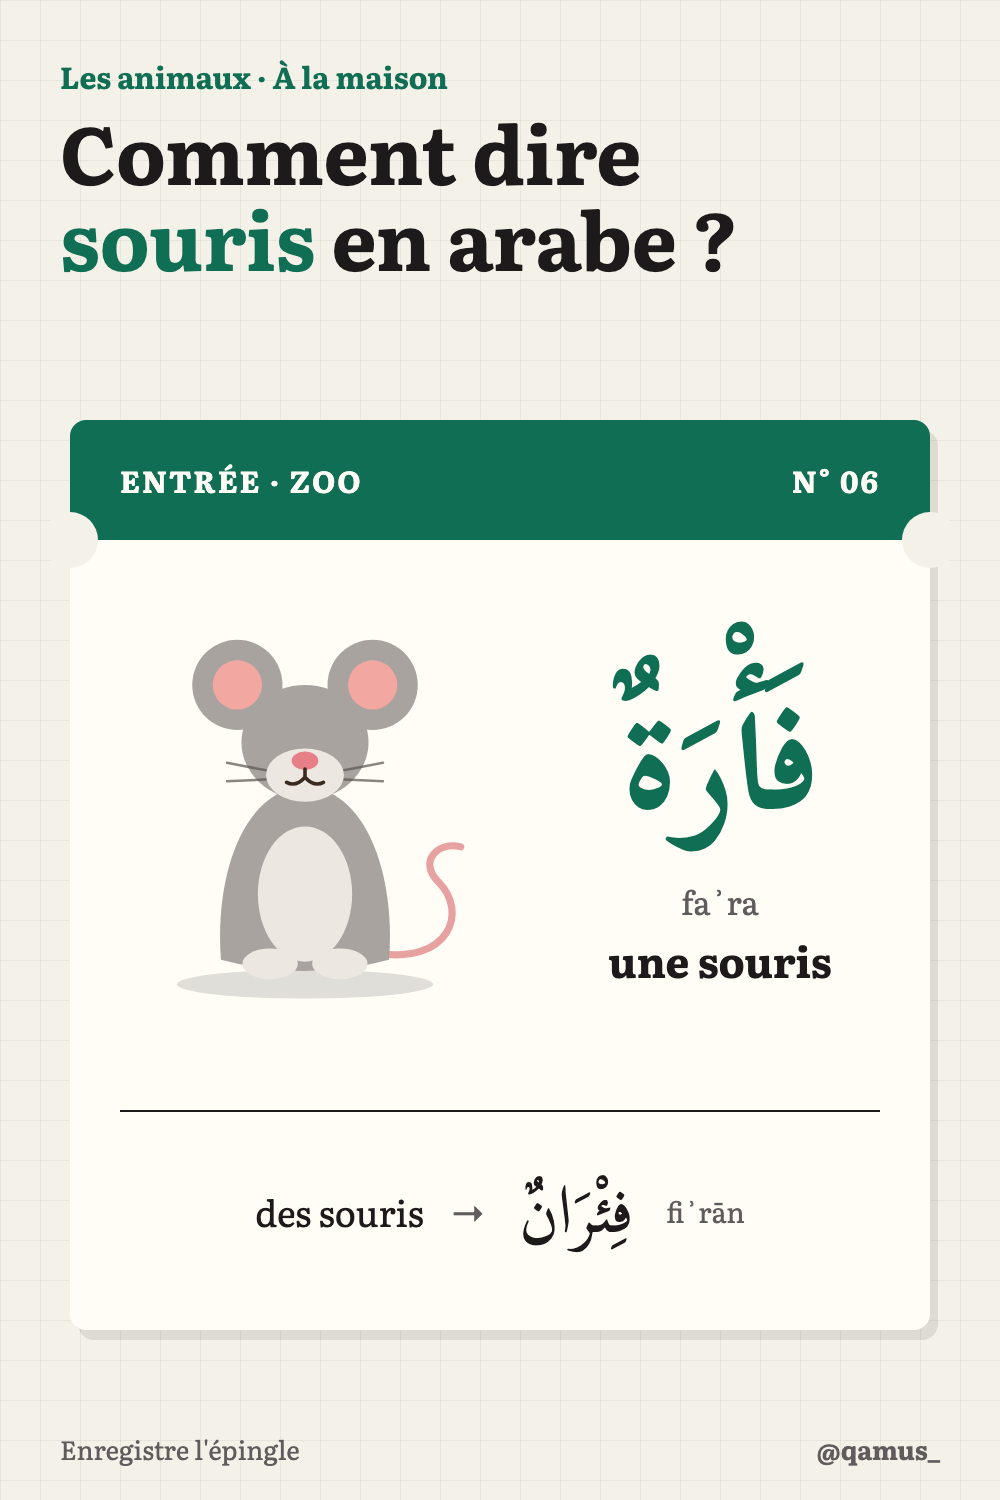 Les animaux · À la maison
Comment dire
souris en arabe ?
ENTRÉE · ZOO
N° 06
فَأْرَةٌ
faʾra
une souris
des souris → فِئْرَانٌ fiʾrān
Enregistre l'épingle
@qamus_